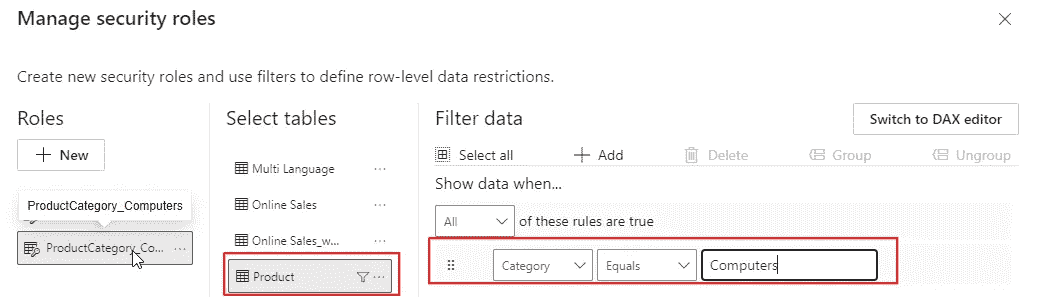 Manage security roles
Create new security roles and use filters to define row-level data restrictions.
Roles
New
ProductCategory_Computers
ProductCategory_Co...
Select tables
Multi Language
Online Sales
Online Sales_w...
Product
Filter data
Switch to DAX editor
Select all Add Delete Group Ungroup
Show data when...
All of these rules are true
Category Equals Computers